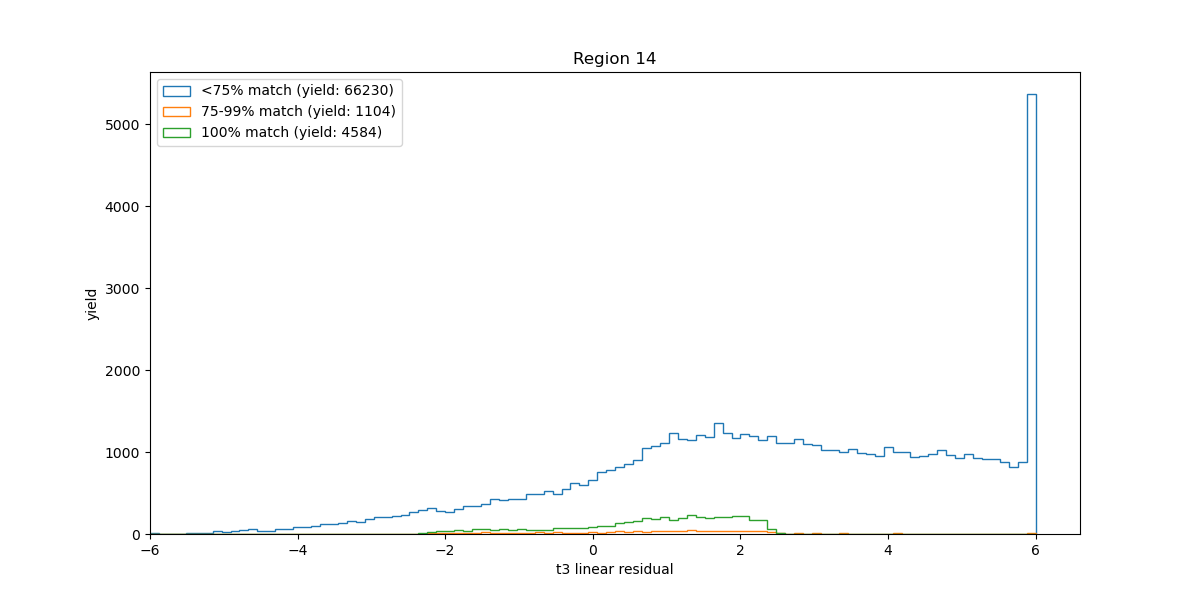 Region 14
<75% match (yield: 66230)
75-99% match (yield: 1104)
100% match (yield: 4584)
yield
5000
4000
3000
2000
1000
0
−6 −4 −2 0 2 4 6
t3 linear residual